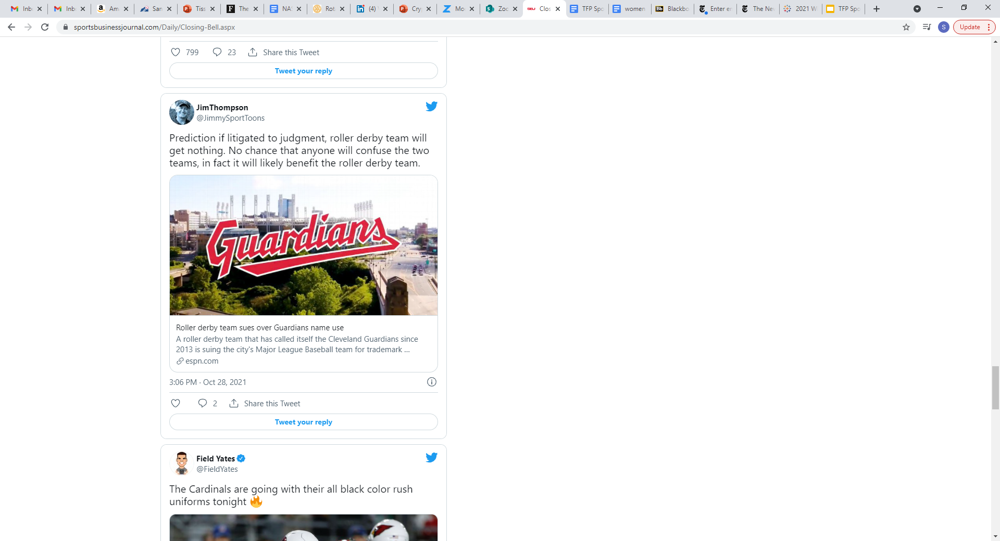 Inb
Inb
Am
San
Tiss
The
NA
Rot
(4)
Cry
Mo
Zoc
Clos
TFP Spo
women
Blackbo
Enter er
The Ne
2021 W
TFP Spo
sportsbusinessjournal.com/Daily/Closing-Bell.aspx
S
Update
799 23 Share this Tweet
Tweet your reply
JimThompson
@JimmySportToons
Prediction if litigated to judgment, roller derby team will
get nothing. No chance that anyone will confuse the two
teams, in fact it will likely benefit the roller derby team.
Guardians
Roller derby team sues over Guardians name use
A roller derby team that has called itself the Cleveland Guardians since
2013 is suing the city's Major League Baseball team for trademark ...
espn.com
3:06 PM · Oct 28, 2021
2 Share this Tweet
Tweet your reply
Field Yates
@FieldYates
The Cardinals are going with their all black color rush
uniforms tonight 🔥